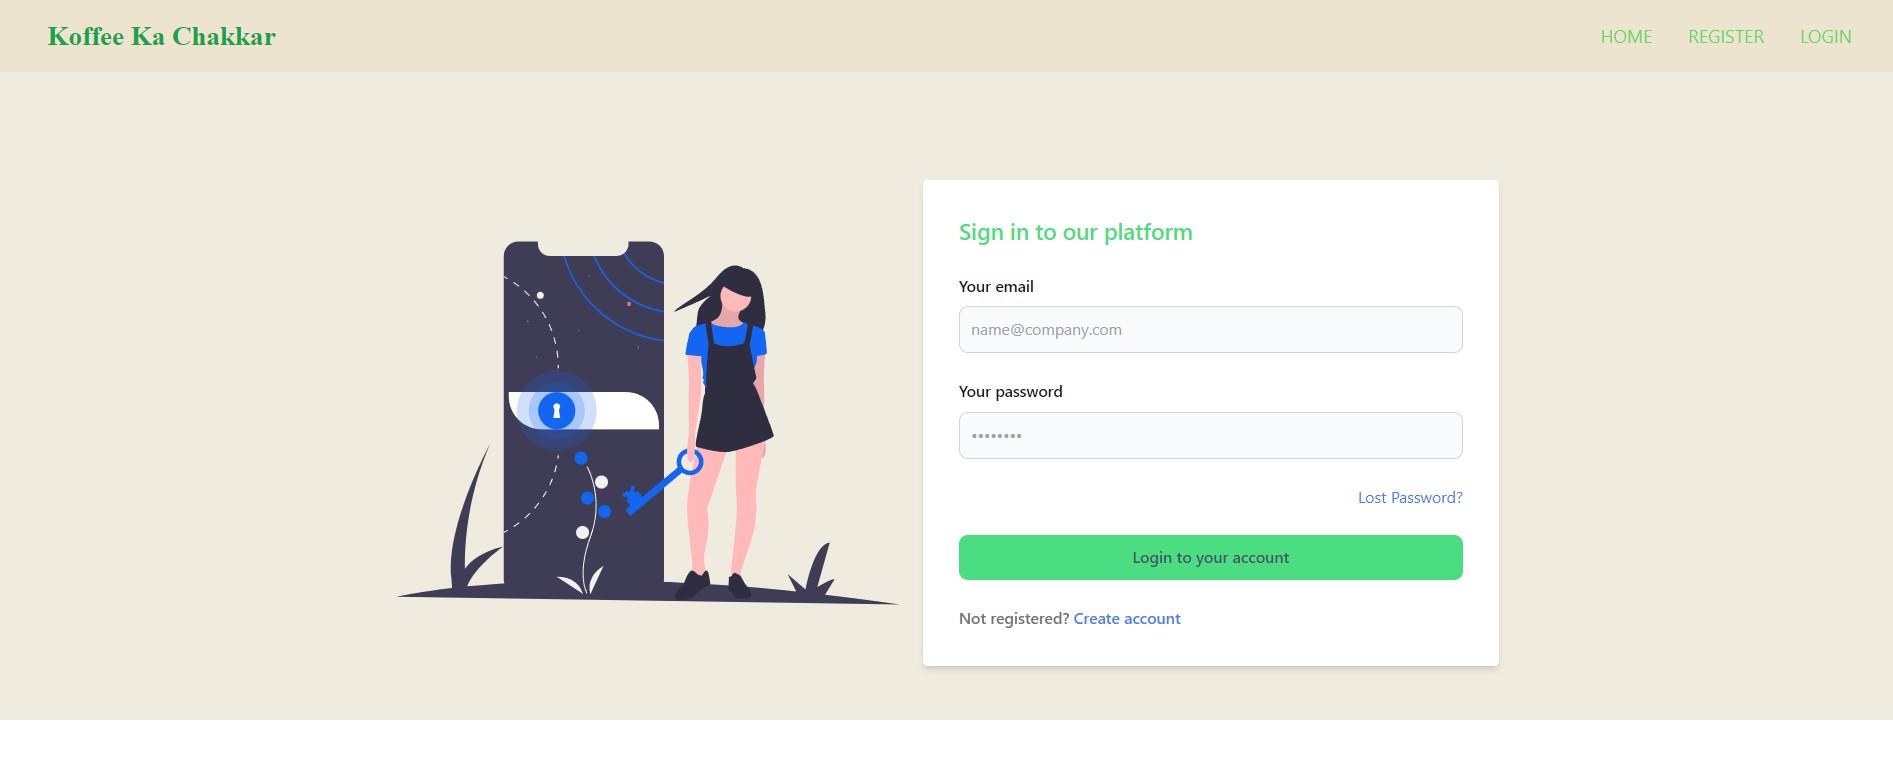 Koffee Ka Chakkar
HOME REGISTER LOGIN
Sign in to our platform
Your email
name@company.com
Your password
••••••••
Lost Password?
Login to your account
Not registered? Create account